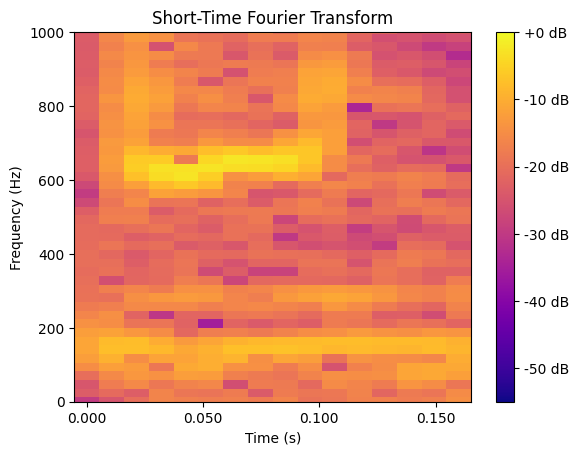 Short-Time Fourier Transform
1000
800
600
400
200
0
Frequency (Hz)
0.000
0.050
0.100
0.150
Time (s)
+0 dB
-10 dB
-20 dB
-30 dB
-40 dB
-50 dB